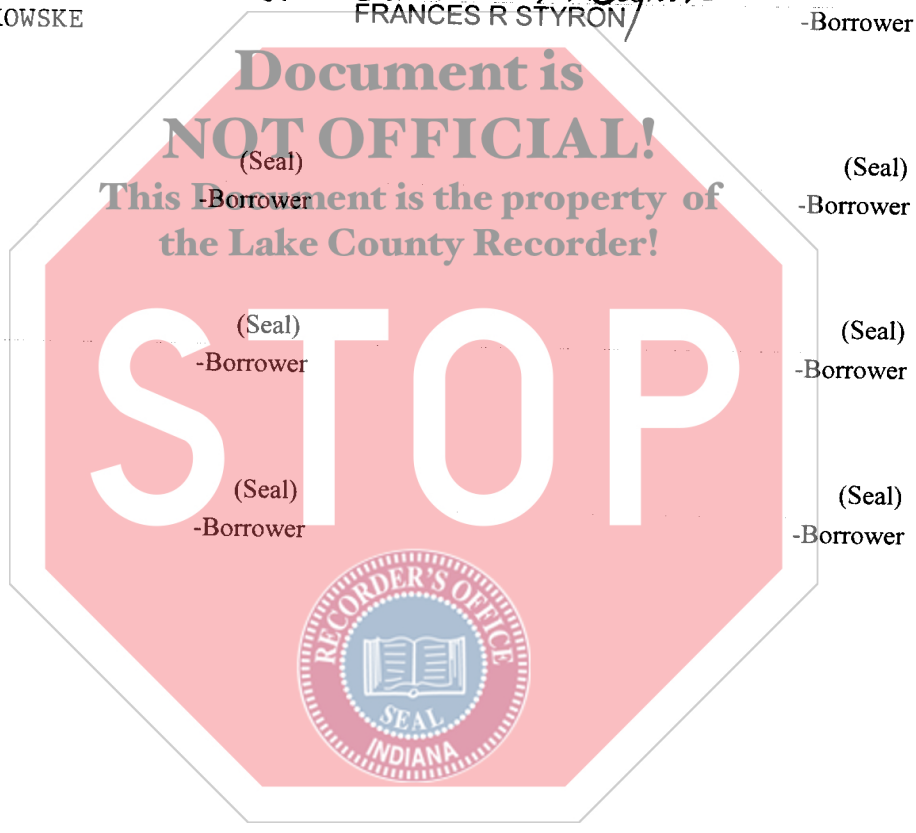 OWSKE FRANCES R STYRON -Borrower
Document is
NOT OFFICIAL!
(Seal) (Seal)
This Document is the property of
-Borrower -Borrower
the Lake County Recorder!
(Seal) (Seal)
-Borrower -Borrower
STOP
(Seal) (Seal)
-Borrower -Borrower
RECORDER'S OFFICE
SEAL
INDIANA